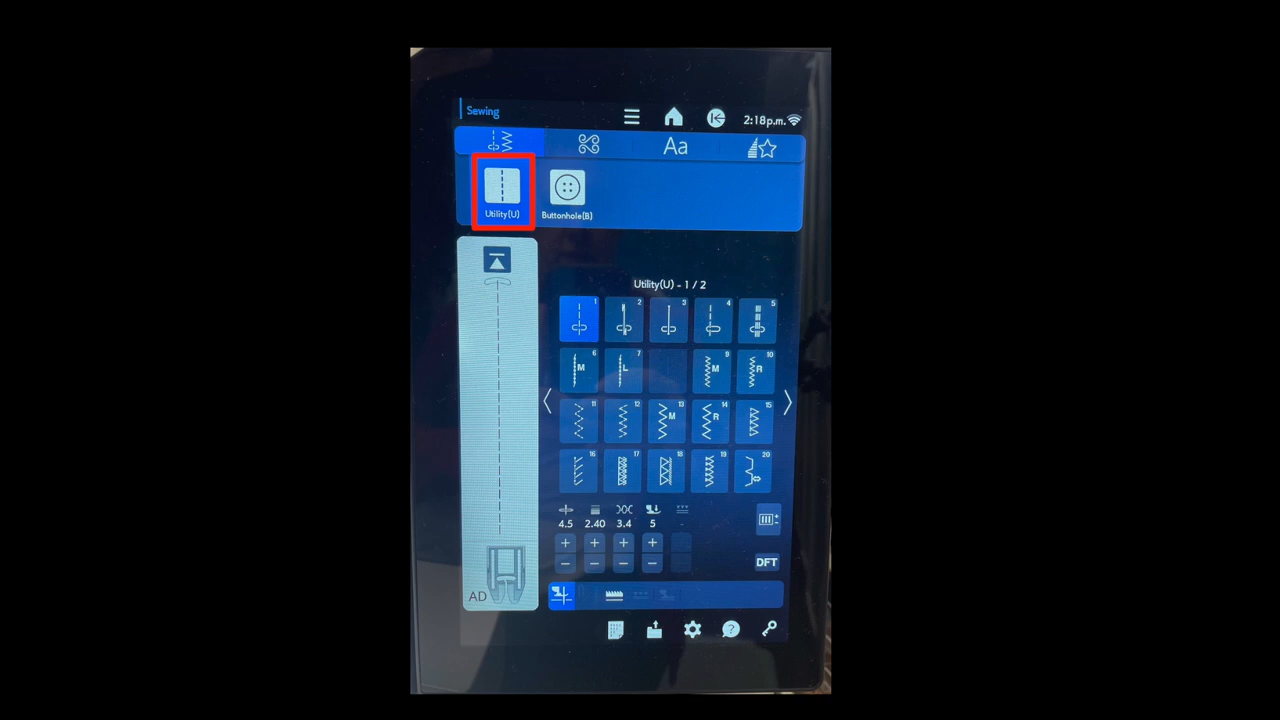 Sewing
2:18p.m.
Aa
Utility(U)
Buttonhole(B)
Utility(U) - 1 / 2
1 2 3 4 5
6 M 7 L 9 M 10 R
11 12 13 M 14 R 15
16 17 18 19 20
4.5 2.40 3.4 5 -
+ + + +
- - - -
DFT
AD
?